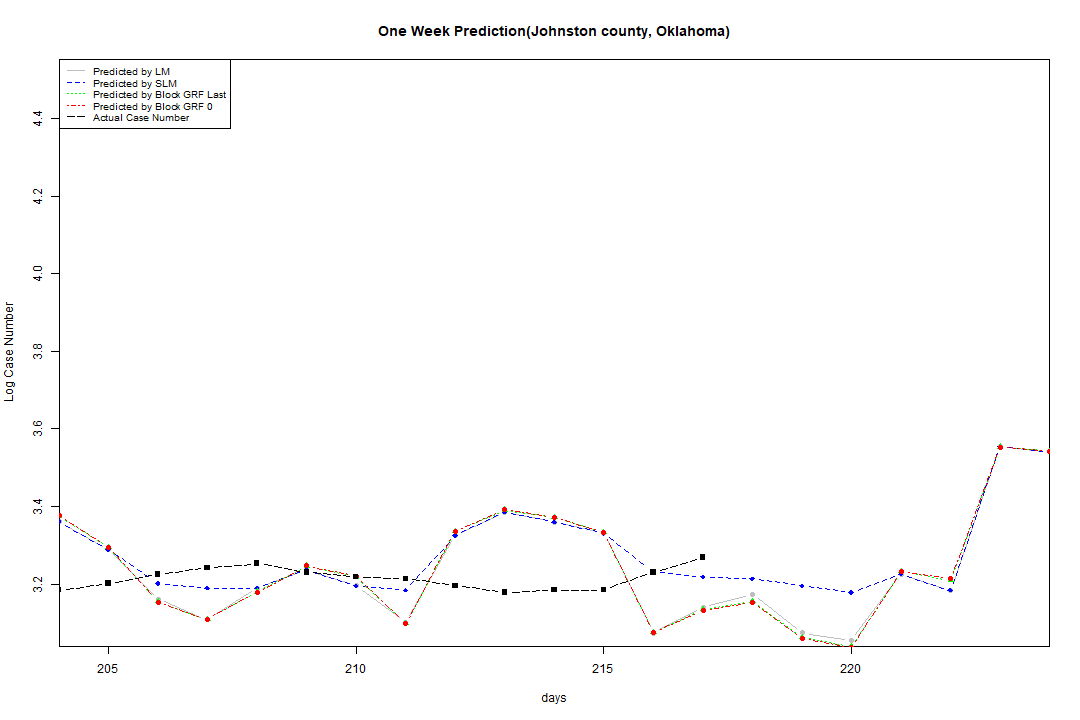 One Week Prediction(Johnston county, Oklahoma)
Predicted by LM
Predicted by SLM
Predicted by Block GRF Last
Predicted by Block GRF 0
Actual Case Number
4.4
4.2
4.0
3.8
3.6
3.4
3.2
Log Case Number
205 210 215 220
days